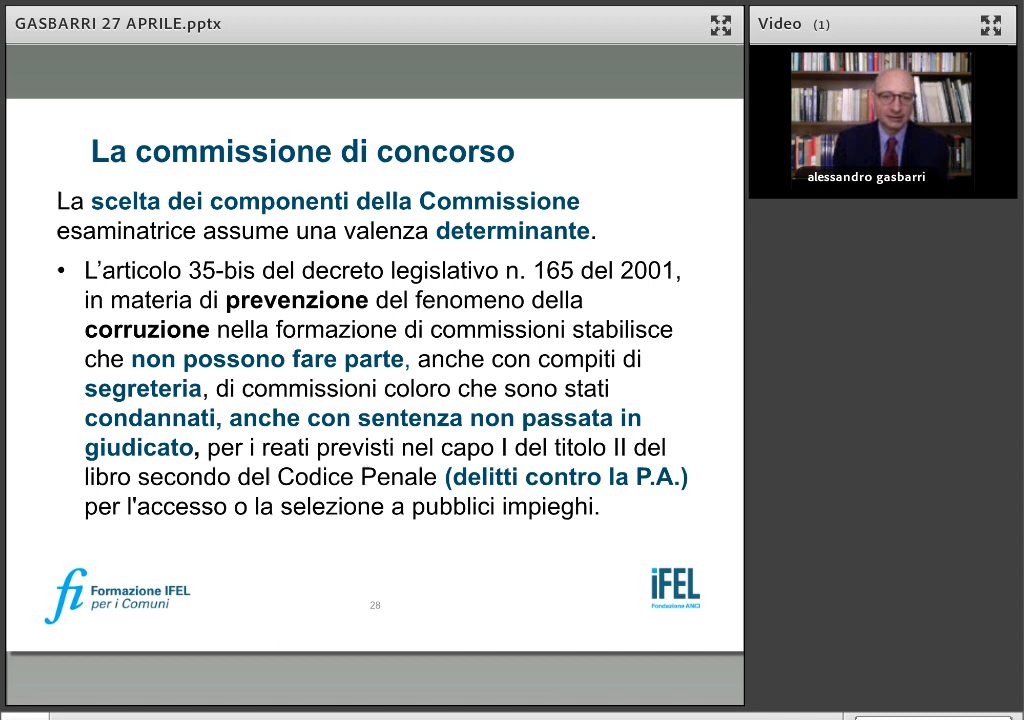 GASBARRI 27 APRILE.pptx
Video (1)
alessandro gasbarri
La commissione di concorso
La scelta dei componenti della Commissione
esaminatrice assume una valenza determinante.
• L’articolo 35-bis del decreto legislativo n. 165 del 2001,
in materia di prevenzione del fenomeno della
corruzione nella formazione di commissioni stabilisce
che non possono fare parte, anche con compiti di
segreteria, di commissioni coloro che sono stati
condannati, anche con sentenza non passata in
giudicato, per i reati previsti nel capo I del titolo II del
libro secondo del Codice Penale (delitti contro la P.A.)
per l'accesso o la selezione a pubblici impieghi.
fi Formazione IFEL
per i Comuni
28
iFEL
Fondazione ANCI